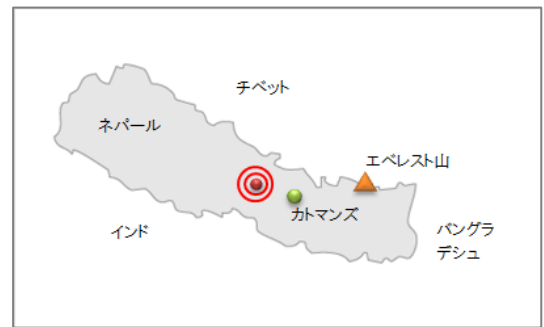 チベット
ネパール
エベレスト山
カトマンズ
インド
バングラ
デシュ